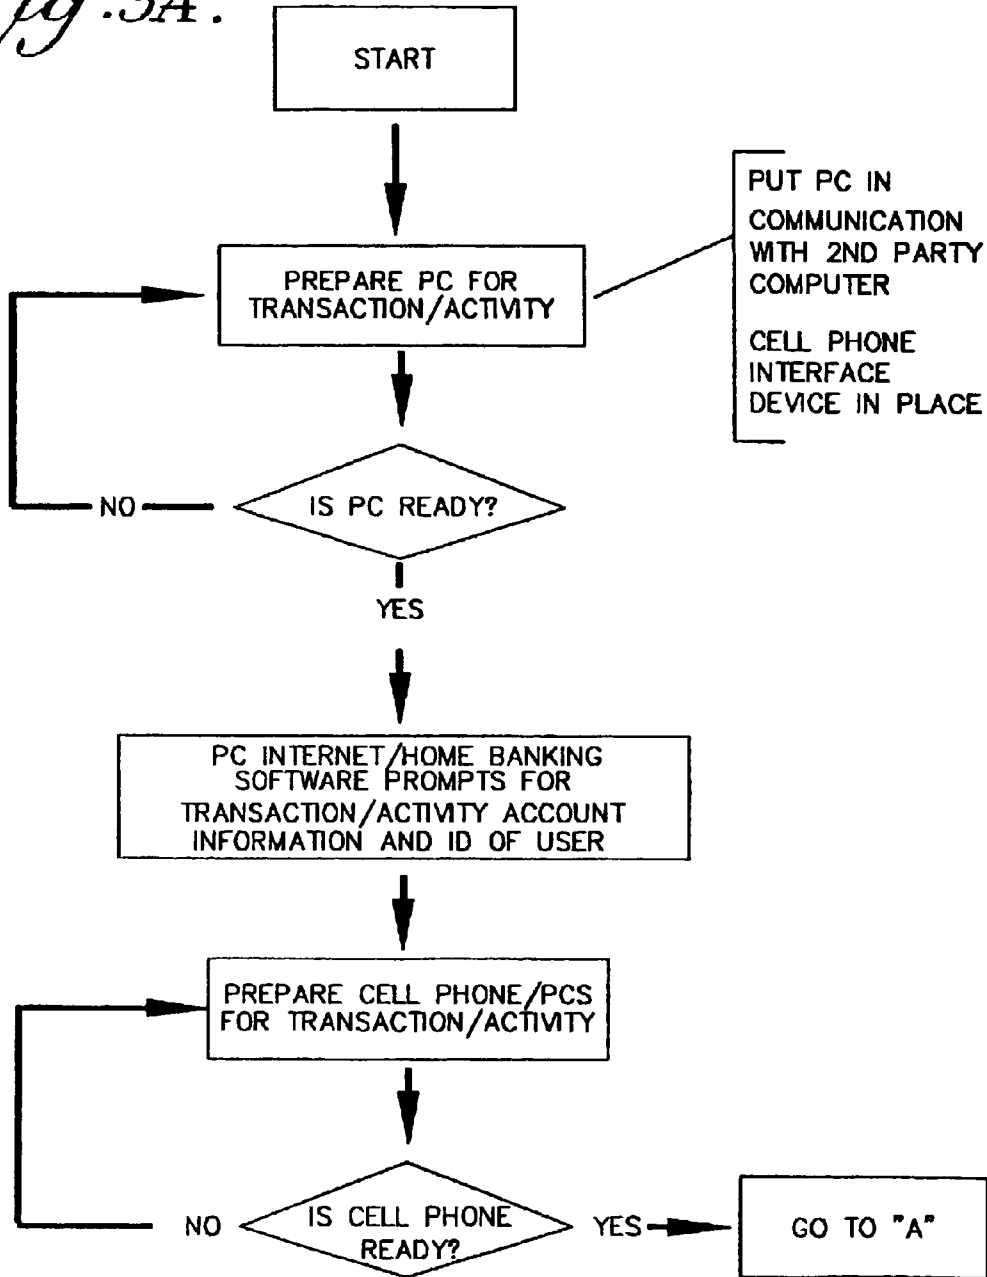 Fig.3A.
START
PREPARE PC FOR
TRANSACTION/ACTIVITY
PUT PC IN
COMMUNICATION
WITH 2ND PARTY
COMPUTER
CELL PHONE
INTERFACE
DEVICE IN PLACE
IS PC READY?
NO
YES
PC INTERNET/HOME BANKING
SOFTWARE PROMPTS FOR
TRANSACTION/ACTIVITY ACCOUNT
INFORMATION AND ID OF USER
PREPARE CELL PHONE/PCS
FOR TRANSACTION/ACTIVITY
IS CELL PHONE
READY?
NO
YES
GO TO "A"